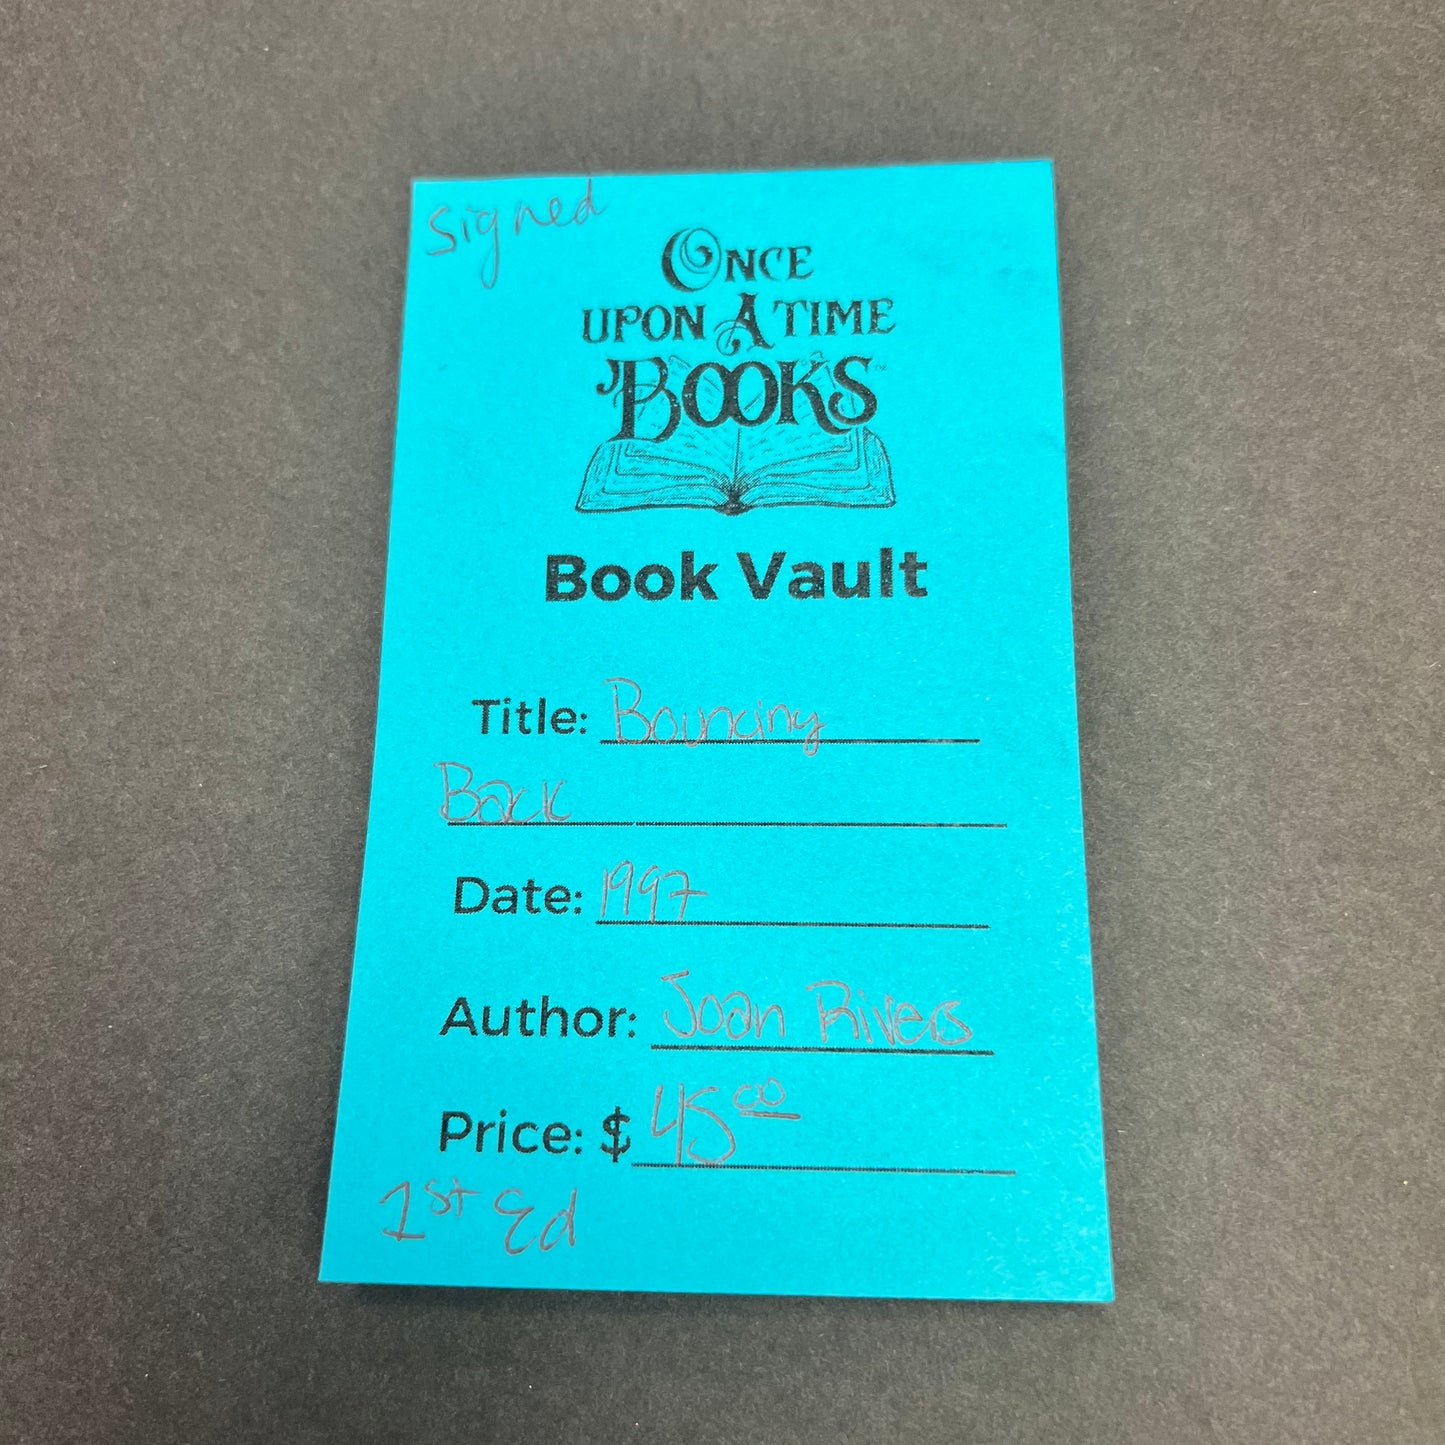 Signed
ONCE
UPON A TIME
BOOKS™
Book Vault
Title: Bouncing
Back
Date: 1997
Author: Joan Rivers
Price: $45.00
1st Ed